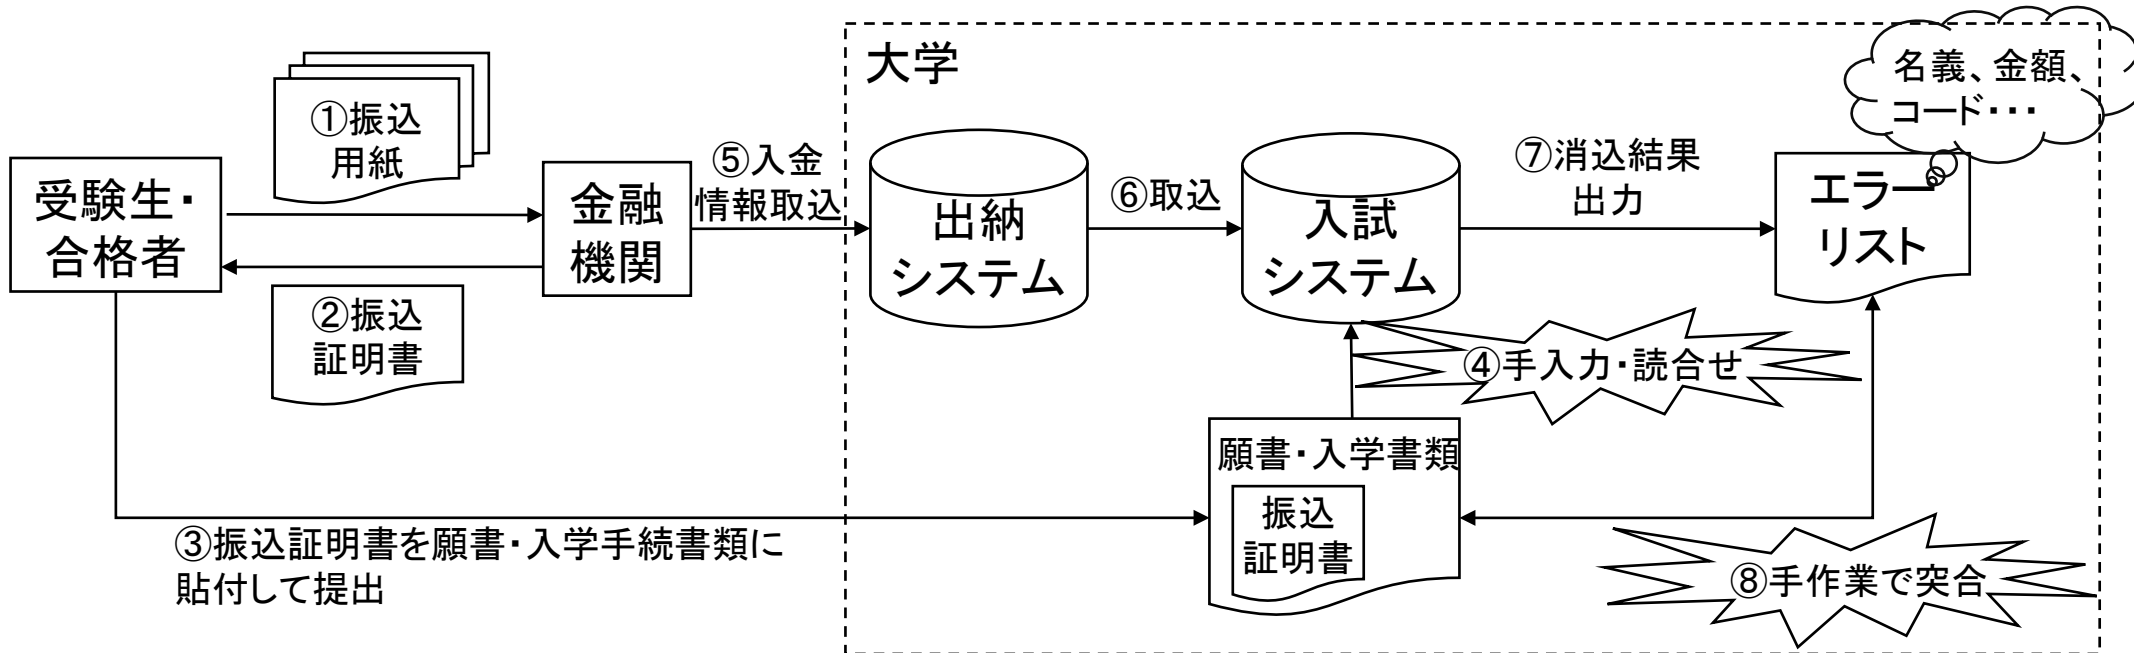 大学
名義、金額、
コード・・・
①振込
用紙
受験生・
合格者
金融
機関
②振込
証明書
⑤入金
情報取込
出納
システム
⑥取込
入試
システム
⑦消込結果
出力
エラー
リスト
④手入力・読合せ
願書・入学書類
振込
証明書
③振込証明書を願書・入学手続書類に
貼付して提出
⑧手作業で突合